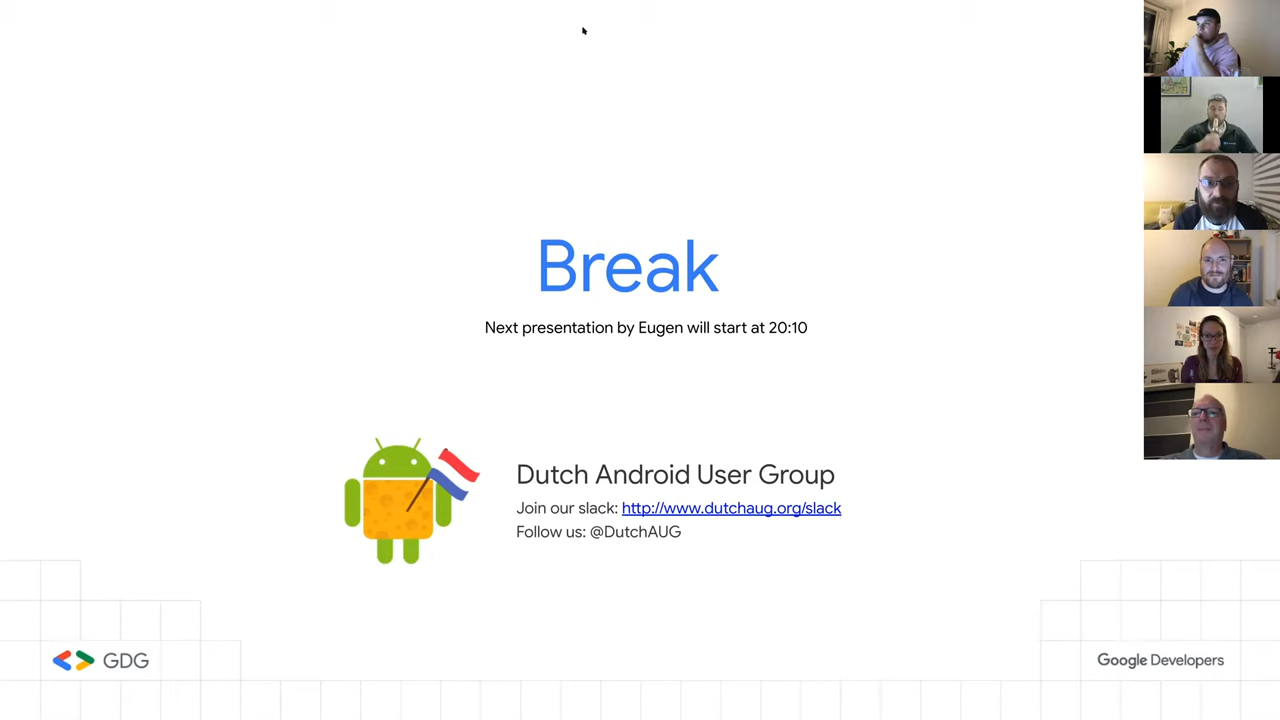 Break
Next presentation by Eugen will start at 20:10
Dutch Android User Group
Join our slack: http://www.dutchaug.org/slack
Follow us: @DutchAUG
GDG
Google Developers